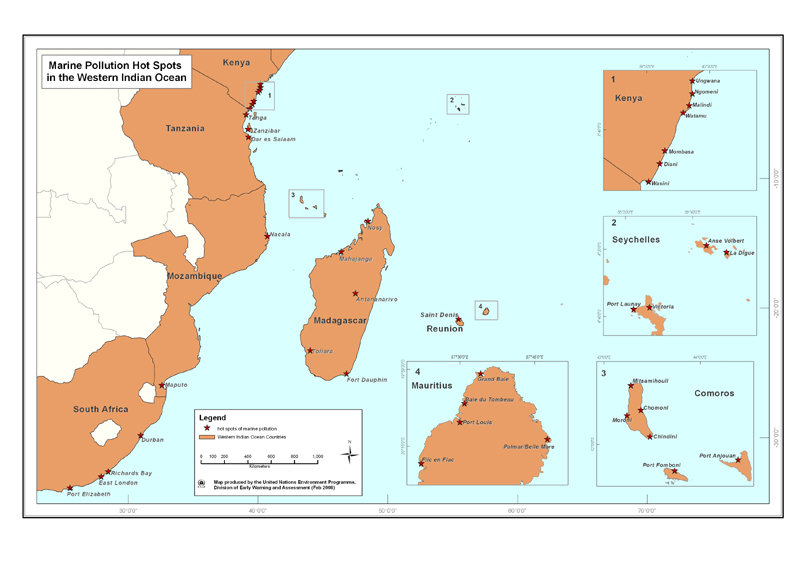 Marine Pollution Hot Spots
in the Western Indian Ocean
Kenya
1
Tanga
Tanzania
Zanzibar
Dar es Salaam
2
3
Nacala
Nosy
Mahajanga
Mozambique
Antananarivo
Madagascar
Saint Denis
4
Reunion
Toliara
Port Dauphin
Maputo
South Africa
Durban
Richards Bay
East London
Port Elizabeth
Legend
hot spots of marine pollution
Western Indian Ocean Countries
0 200 400 600 800 1,000
Kilometers
N
Map produced by the United Nations Environment Programme,
Division of Early Warning and Assessment (Feb 2008)
1
Kenya
Ungwana
Ngomeni
Malindi
Watamu
Mombasa
Diani
Wasini
2
Seychelles
Anse Volbert
La Digue
Port Launay
Victoria
3
Comoros
Mitsamihouli
Chomoni
Moroni
Chindini
Port Fomboni
Port Anjouan
4
Mauritius
Grand Baie
Baie du Tombeau
Port Louis
Pulmar/Belle Mare
Flic en Flac
30°0'0"
40°0'0"
50°0'0"
60°0'0"
70°0'0"
-10°0'0"
-20°0'0"
-30°0'0"